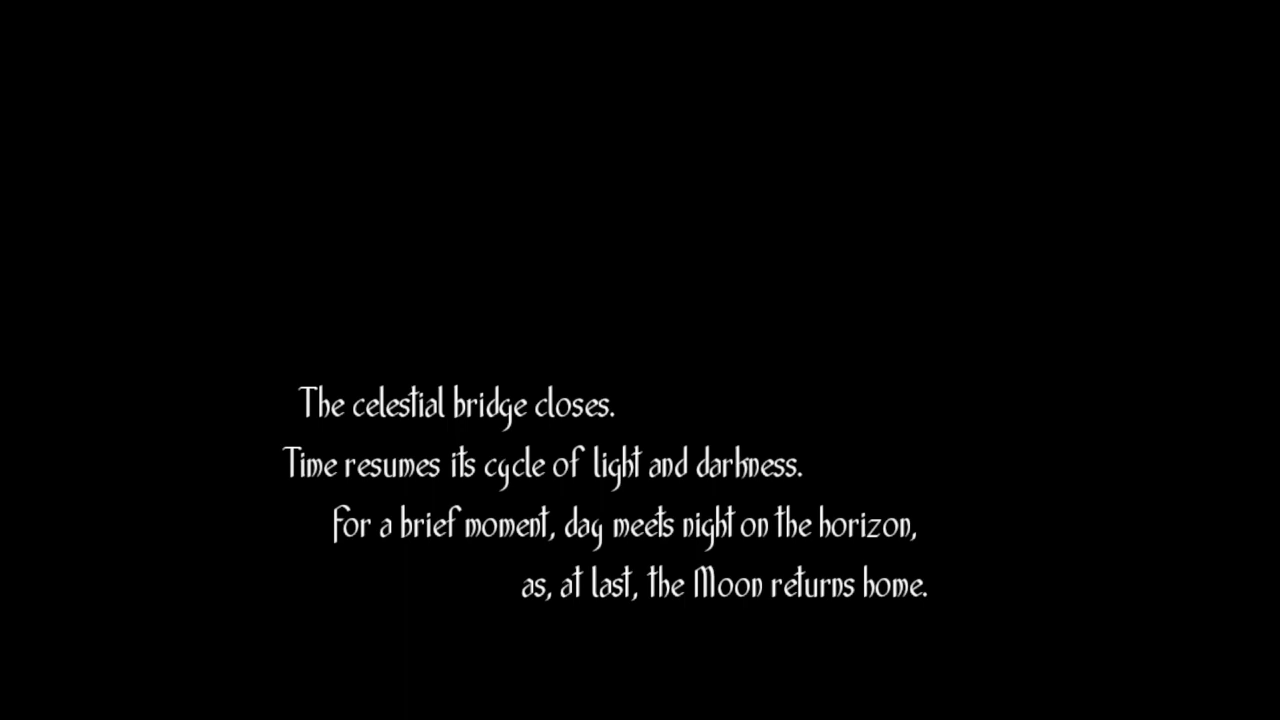 The celestial bridge closes.
Time resumes its cycle of light and darkness.
For a brief moment, day meets night on the horizon,
as, at last, the Moon returns home.